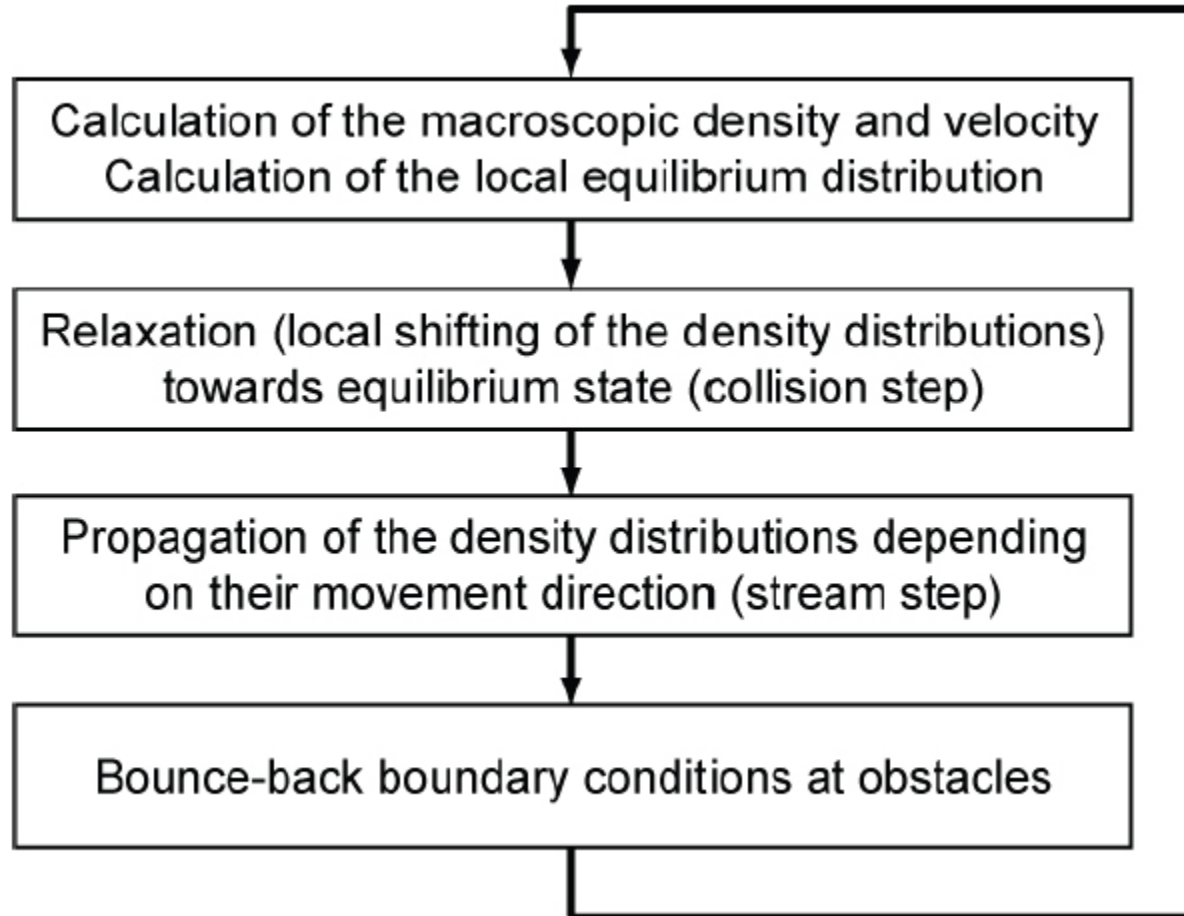 Calculation of the macroscopic density and velocity
Calculation of the local equilibrium distribution
Relaxation (local shifting of the density distributions)
towards equilibrium state (collision step)
Propagation of the density distributions depending
on their movement direction (stream step)
Bounce-back boundary conditions at obstacles